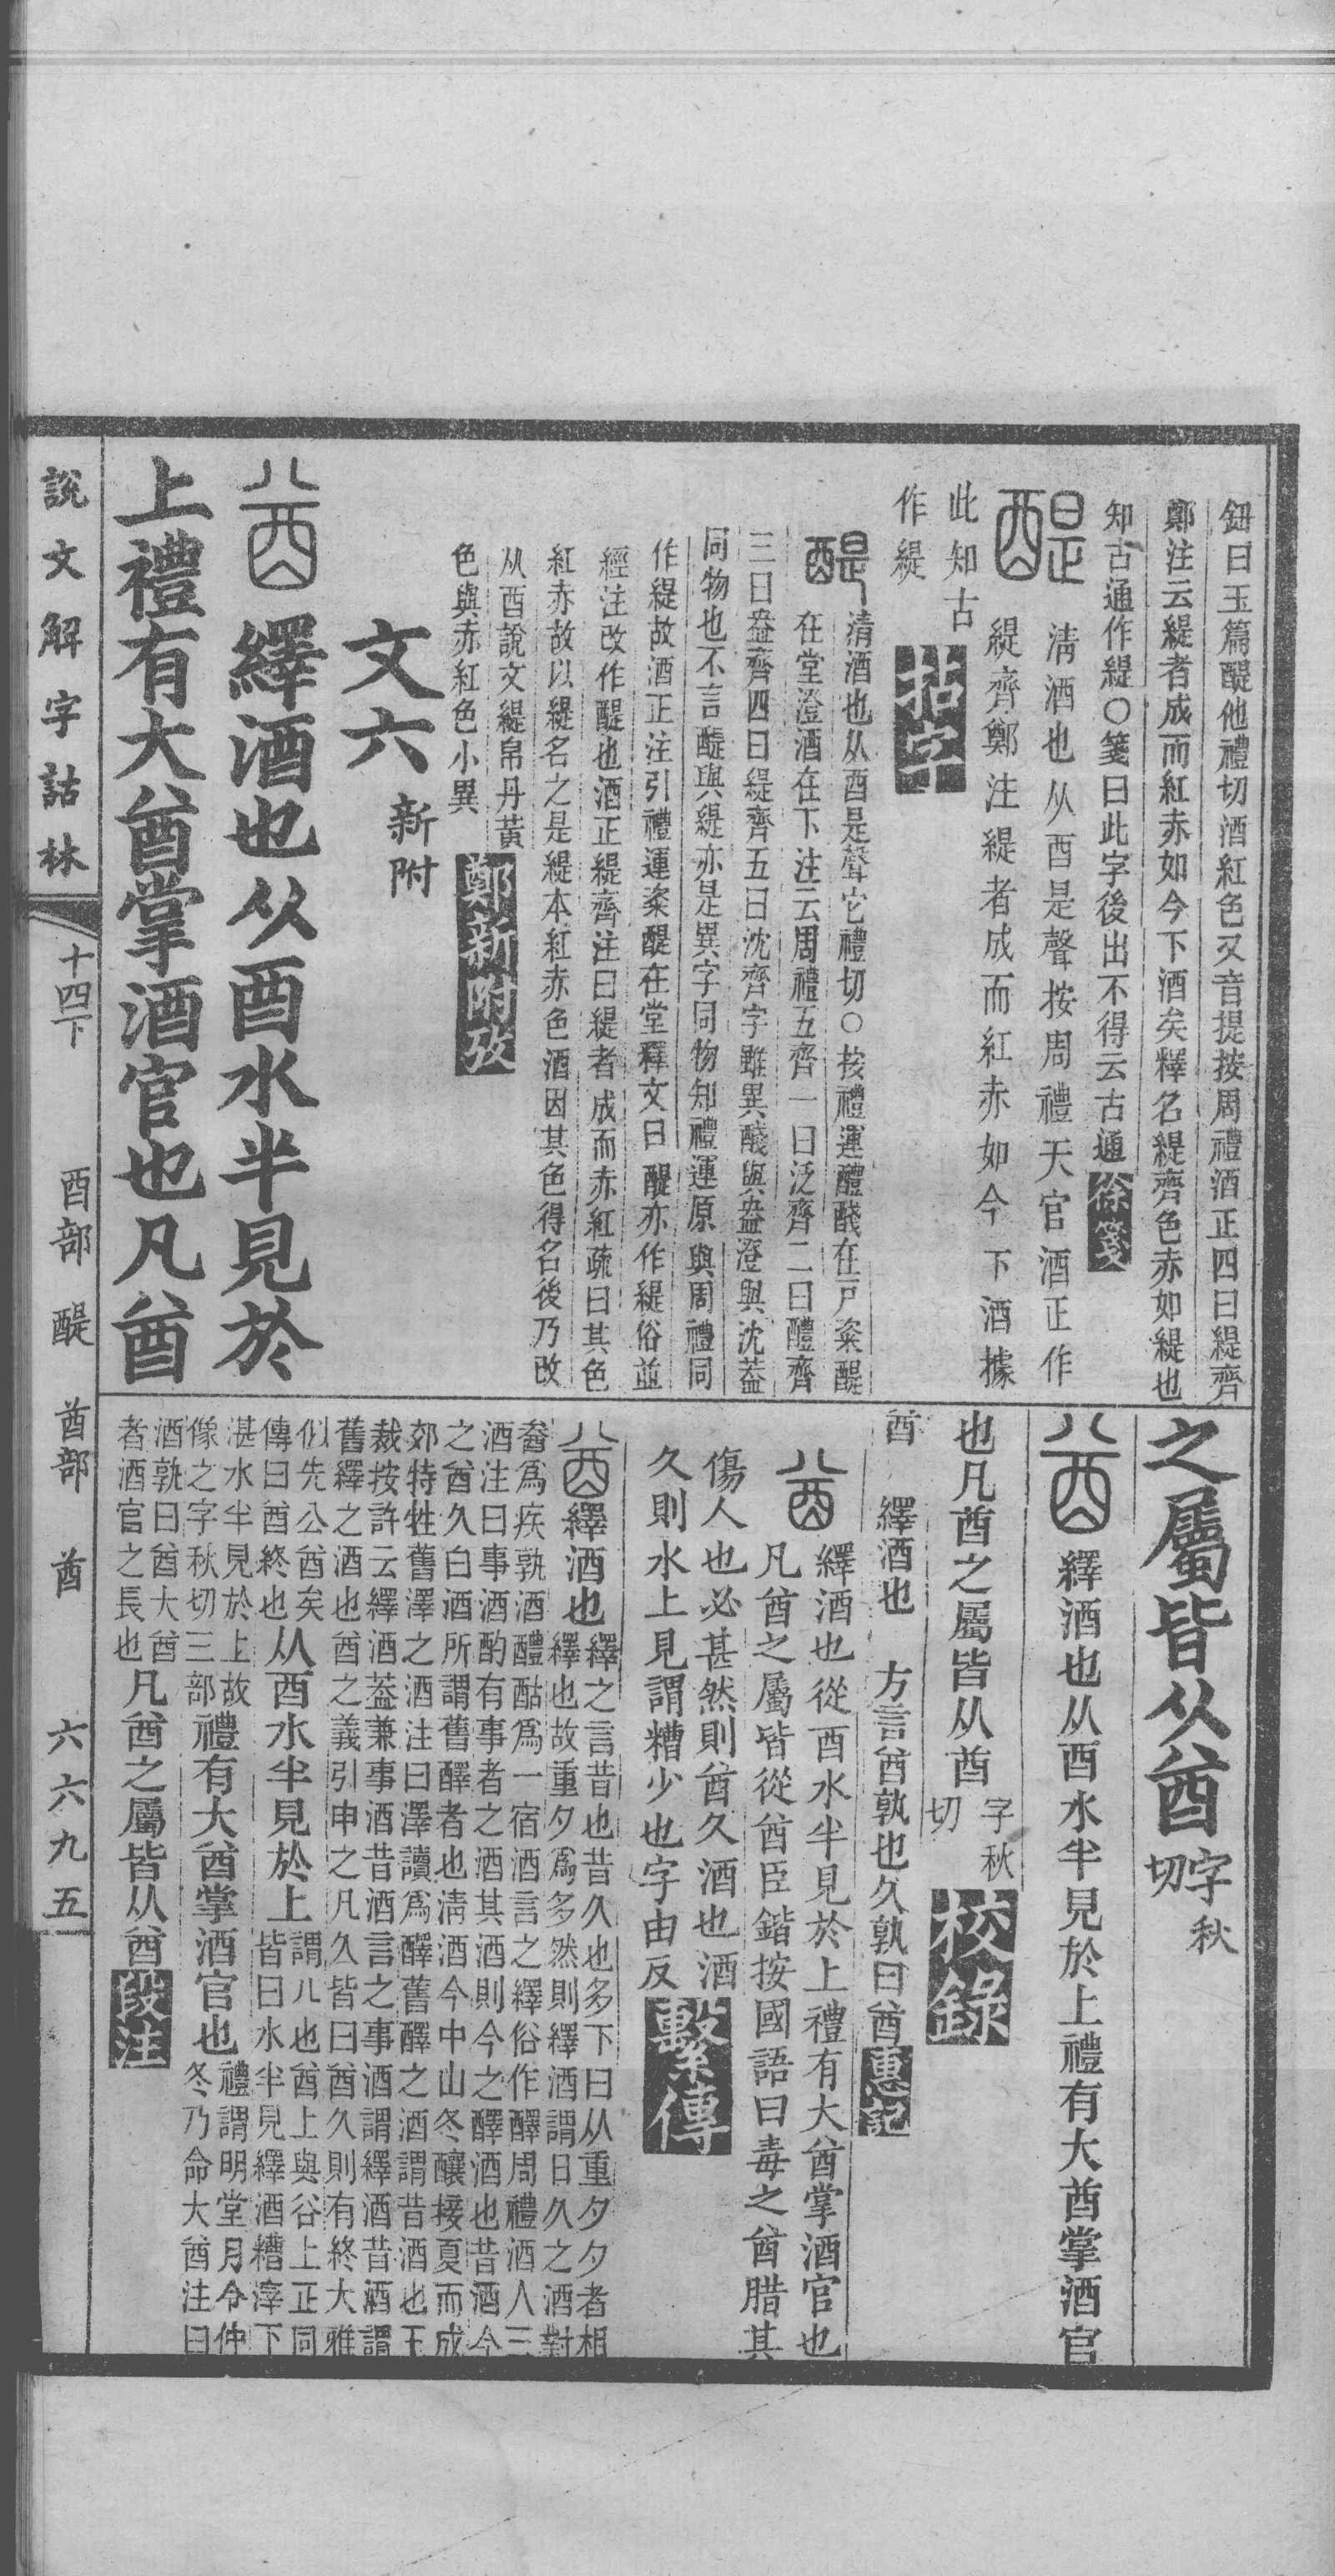 鈕曰玉篇醍他禮切酒紅色又音提按周禮酒正四曰緹齊
鄭注云緹者成而紅赤如今下酒矣釋名緹齊色赤如緹也
知古通作緹〇箋曰此字後出不得云古通徐箋
醍清酒也从酉是聲按周禮天官酒正作
緹齊鄭注緹者成而紅赤如今下酒據
此知古
作緹
醍清酒也从酉是聲它禮切〇按禮運醴醆在戶粢醍
在堂澄酒在下注云周禮五齊一曰泛齊二曰醴齊
三曰盎齊四曰緹齊五曰沈齊字雖異醆與盎澄與沈葢
同物也不言醍與緹亦是異字同物知禮運原與周禮同
作緹故酒正注引禮運粢醍在堂釋文曰醍亦作緹俗並
經注改作醍也酒正緹齊注曰緹者成而赤紅疏曰其色
紅赤故以緹名之是緹本紅赤色酒因其色得名後乃改
从酉說文緹帛丹黃
色與赤紅色小異
鄭新附攷
文六 新附
酋繹酒也从酉水半見於
上禮有大酋掌酒官也凡酋
之屬皆从酋字秋切
酋繹酒也从酉水半見於上禮有大酋掌酒官
也凡酋之屬皆从酋字秋切校錄
酋 繹酒也 方言酋孰也久孰曰酋惠記
酋繹酒也從酉水半見於上禮有大酋掌酒官也
凡酋之屬皆從酋臣鍇按國語曰毒之酋腊其
傷人也必甚然則酋久酒也酒
久則水上見謂糟少也字由反
繫傳
酋繹酒也繹之言昔也昔久也多下曰从重夕夕者相
繹也故重夕爲多然則繹酒謂日久之酒對
酓爲疾孰酒醴酤爲一宿酒言之繹俗作醳周禮酒人三
酒注曰事酒酌有事者之酒其酒則今之醳酒也昔酒今
之酋久白酒所謂舊醳者也清酒今中山冬釀接夏而成
郊特牲舊澤之酒注曰澤讀爲醳舊醳之酒謂昔酒也玉
裁按許云繹酒葢兼事酒昔酒言之事酒謂繹酒昔酒謂
舊繹之酒也酋之義引申之凡久皆曰酋久則有終大雅
似先公酋矣
傳曰酋終也从酉水半見於上謂八也酋上與谷上正同
皆曰水半見繹酒糟滓下
湛水半見於上故
像之字秋切三部禮有大酋掌酒官也禮謂明堂月令仲
冬乃命大酋注曰
酒孰曰酋大酋
者酒官之長也凡酋之屬皆从酋段注
說文解字詁林 十四下 酉部 醍 酋部 酋 六六九五